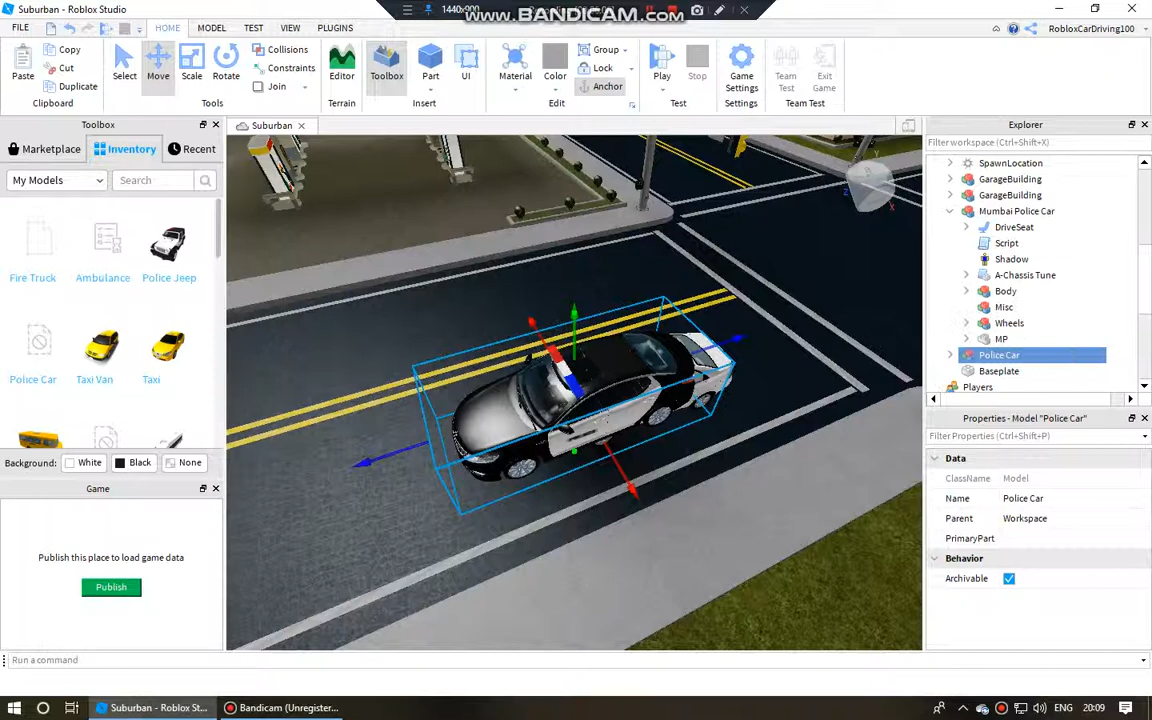 Suburban - Roblox Studio
1440x900
www.BANDICAM.com
FILE HOME MODEL TEST VIEW PLUGINS
RobloxCarDriving100
Paste Copy Cut Duplicate
Select Move Scale Rotate
Collisions Constraints Join
Editor Toolbox Part UI
Material Color Group Lock Anchor
Play Stop Game Settings Team Test Exit Game
Clipboard Tools Terrain Insert Edit Test Settings Team Test
Toolbox
Suburban
Explorer
Marketplace Inventory Recent
Filter workspace (Ctrl+Shift+X)
My Models Search
SpawnLocation
GarageBuilding
GarageBuilding
Mumbai Police Car
DriveSeat
Script
Shadow
A-Chassis Tune
Body
Misc
Wheels
MP
Police Car
Baseplate
Players
Fire Truck Ambulance Police Jeep
Police Car Taxi Van Taxi
Background: White Black None
Game
Publish this place to load game data
Publish
Properties - Model "Police Car"
Filter Properties (Ctrl+Shift+P)
Data
ClassName Model
Name Police Car
Parent Workspace
PrimaryPart
Behavior
Archivable
Run a command
Suburban - Roblox St... Bandicam (Unregister... ENG 20:09